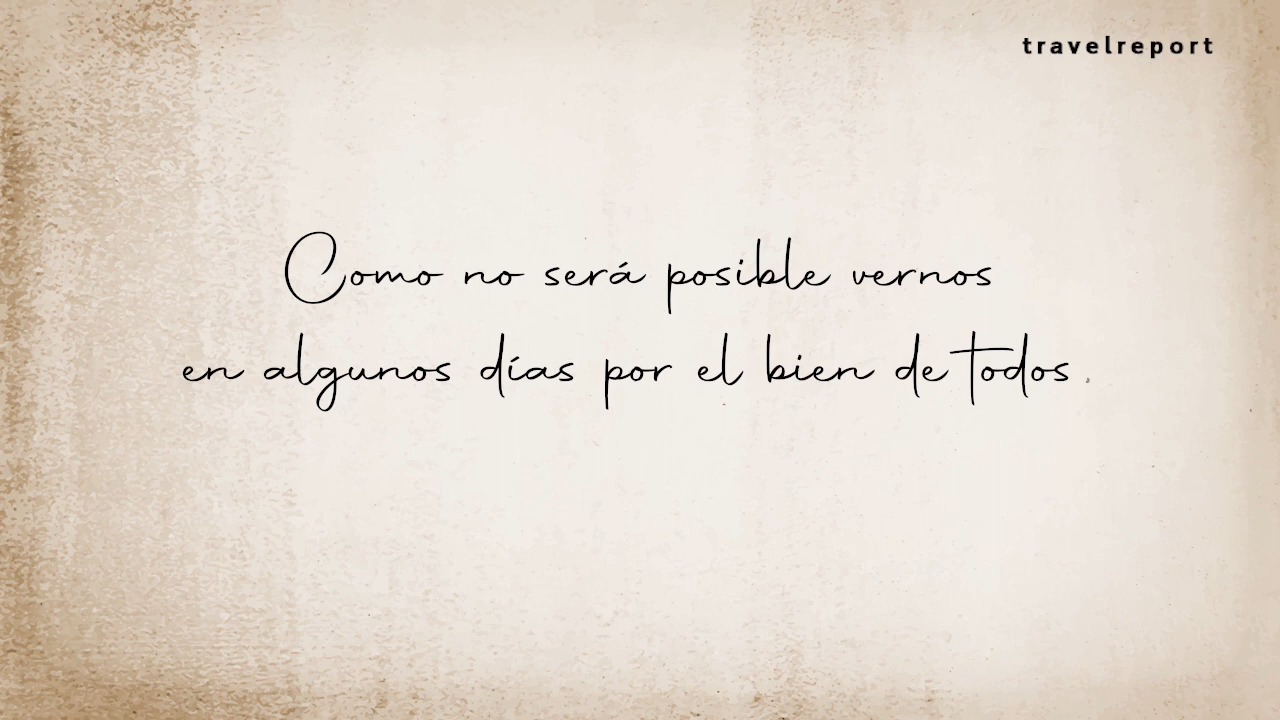 travelreport
Como no será posible vernos
en algunos días por el bien de todos